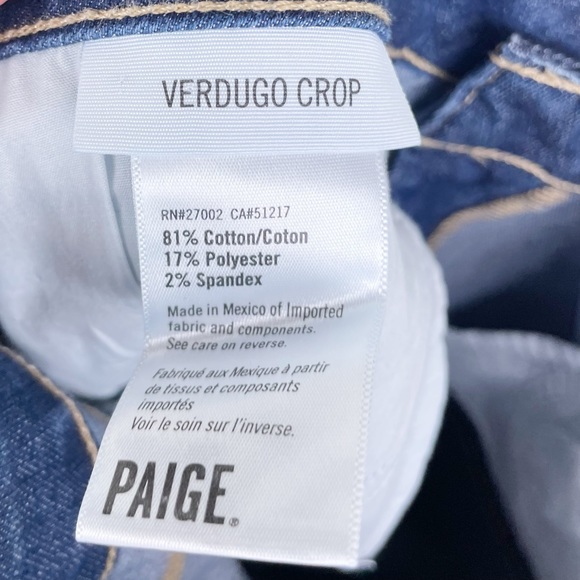 VERDUGO CROP
RN#27002 CA#51217
81% Cotton/Coton
17% Polyester
2% Spandex
Made in Mexico of Imported
fabric and components.
See care on reverse.
Fabriqué aux Mexique à partir
de tissus et composants
importés
Voir le soin sur l'inverse.
PAIGE®